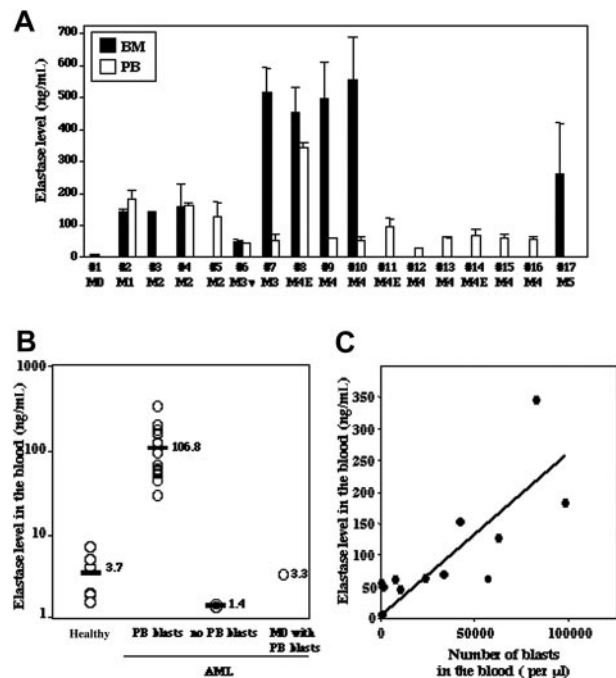 A
Elastase level (ng/mL)
700
600
500
400
300
200
100
0
BM
PB
#1 #2 #3 #4 #5 #6 #7 #8 #9 #10 #11 #12 #13 #14 #15 #16 #17
M0 M1 M2 M2 M2 M3v M3 M4E M4 M4 M4E M4 M4 M4E M4 M4 M5
B
Elastase level in the blood (ng/mL)
1000
100
10
1
3.7
106.8
1.4
3.3
Healthy PB blasts no PB blasts M0 with
PB blasts
AML
C
Elastase level in the blood (ng/mL)
350
300
250
200
150
100
50
0
0 50000 100000
Number of blasts
in the blood ( per µl)